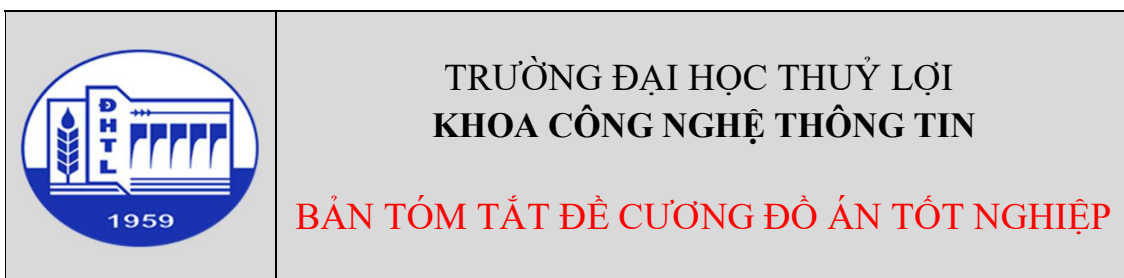 ĐHTL
1959
TRƯỜNG ĐẠI HỌC THUỶ LỢI
KHOA CÔNG NGHỆ THÔNG TIN
BẢN TÓM TẮT ĐỀ CƯƠNG ĐỒ ÁN TỐT NGHIỆP